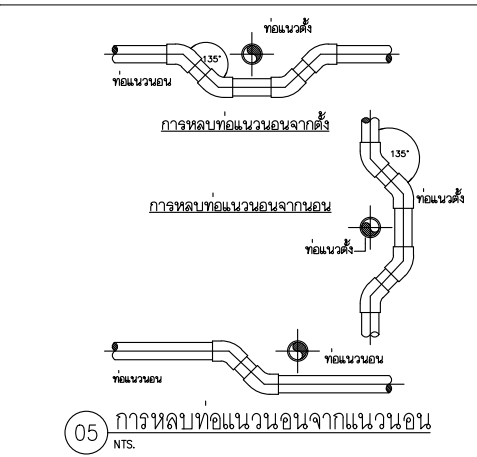 ท่อแนวตั้ง
135°
ท่อแนวนอน
การหลบท่อแนวนอนจากตั้ง
135°
ท่อแนวตั้ง
การหลบท่อแนวนอนจากนอน
ท่อแนวตั้ง
ท่อแนวนอน
ท่อแนวนอน
05 การหลบท่อแนวนอนจากแนวนอน
NTS.